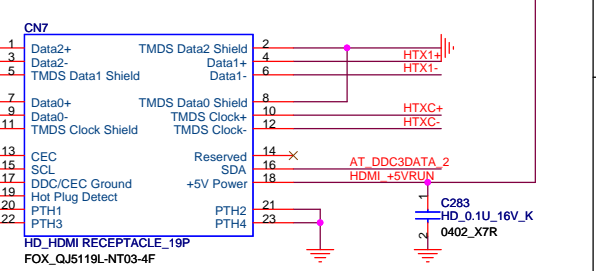 CN7
1 Data2+ TMDS Data2 Shield 2
3 Data2- Data1+ 4 HTX1+
5 TMDS Data1 Shield Data1- 6 HTX1-
7 Data0+ TMDS Data0 Shield 8
9 Data0- TMDS Clock+ 10 HTXC+
11 TMDS Clock Shield TMDS Clock- 12 HTXC-
13 CEC Reserved 14
15 SCL SDA 16 AT_DDC3DATA_2
17 DDC/CEC Ground +5V Power 18 HDMI_+5VRUN
19 Hot Plug Detect
20 PTH1 PTH2 21
22 PTH3 PTH4 23
HD_HDMI RECEPTACLE_19P
FOX_QJ5119L-NT03-4F
1
C283
HD_0.1U_16V_K
2
0402_X7R